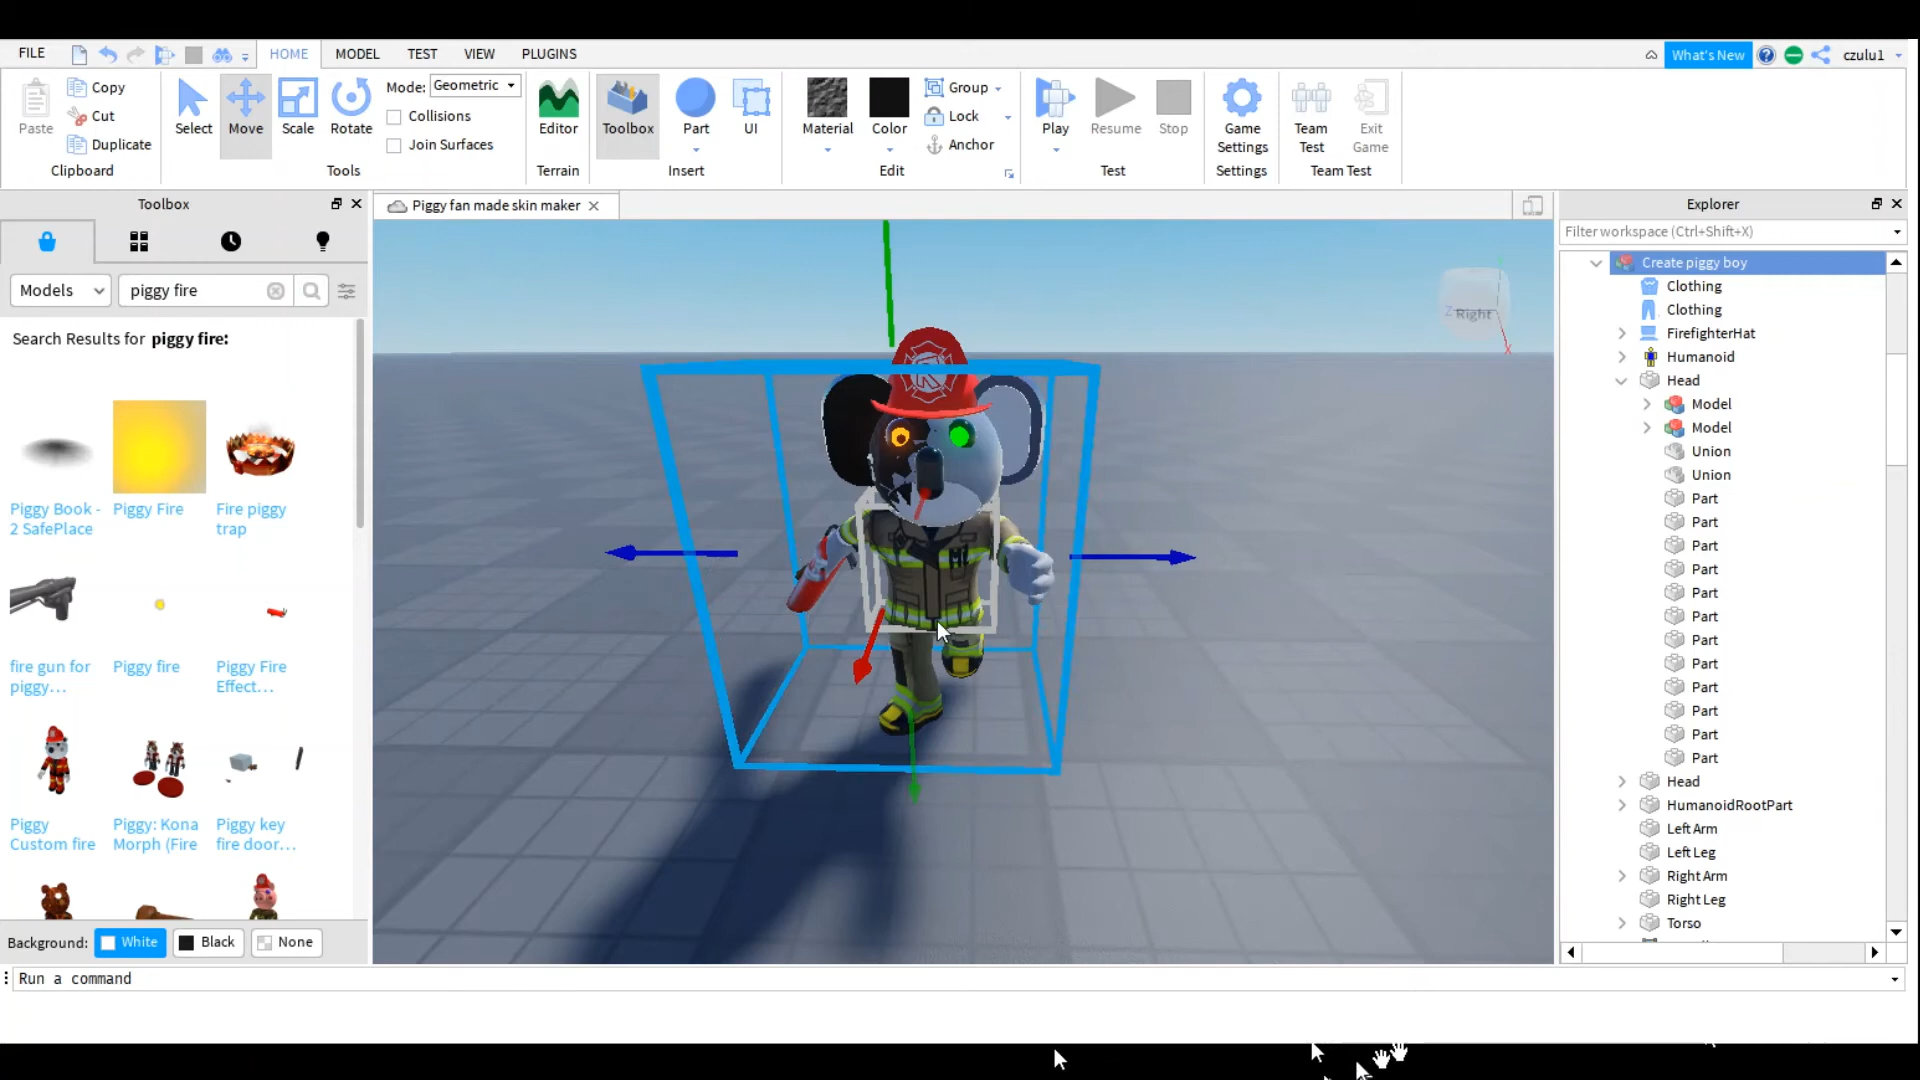 FILE HOME MODEL TEST VIEW PLUGINS What's New czulu1
Paste Copy Cut Duplicate Clipboard
Select Move Scale Rotate Mode: Geometric Collisions Join Surfaces Tools
Editor Terrain
Toolbox Part UI Insert
Material Color Group Lock Anchor Edit
Play Resume Stop Test
Game Settings Settings
Team Test Exit Game Team Test
Toolbox
Models piggy fire
Search Results for piggy fire:
Piggy Book - 2 SafePlace
Piggy Fire
Fire piggy trap
fire gun for piggy...
Piggy fire
Piggy Fire Effect...
Piggy Custom fire
Piggy: Kona Morph (Fire
Piggy key fire door...
Background: White Black None
Run a command
Piggy fan made skin maker
Right
Z
X
K
Explorer
Filter workspace (Ctrl+Shift+X)
Create piggy boy
Clothing
Clothing
FirefighterHat
Humanoid
Head
Model
Model
Union
Union
Part
Part
Part
Part
Part
Part
Part
Part
Part
Part
Part
Part
Head
HumanoidRootPart
Left Arm
Left Leg
Right Arm
Right Leg
Torso